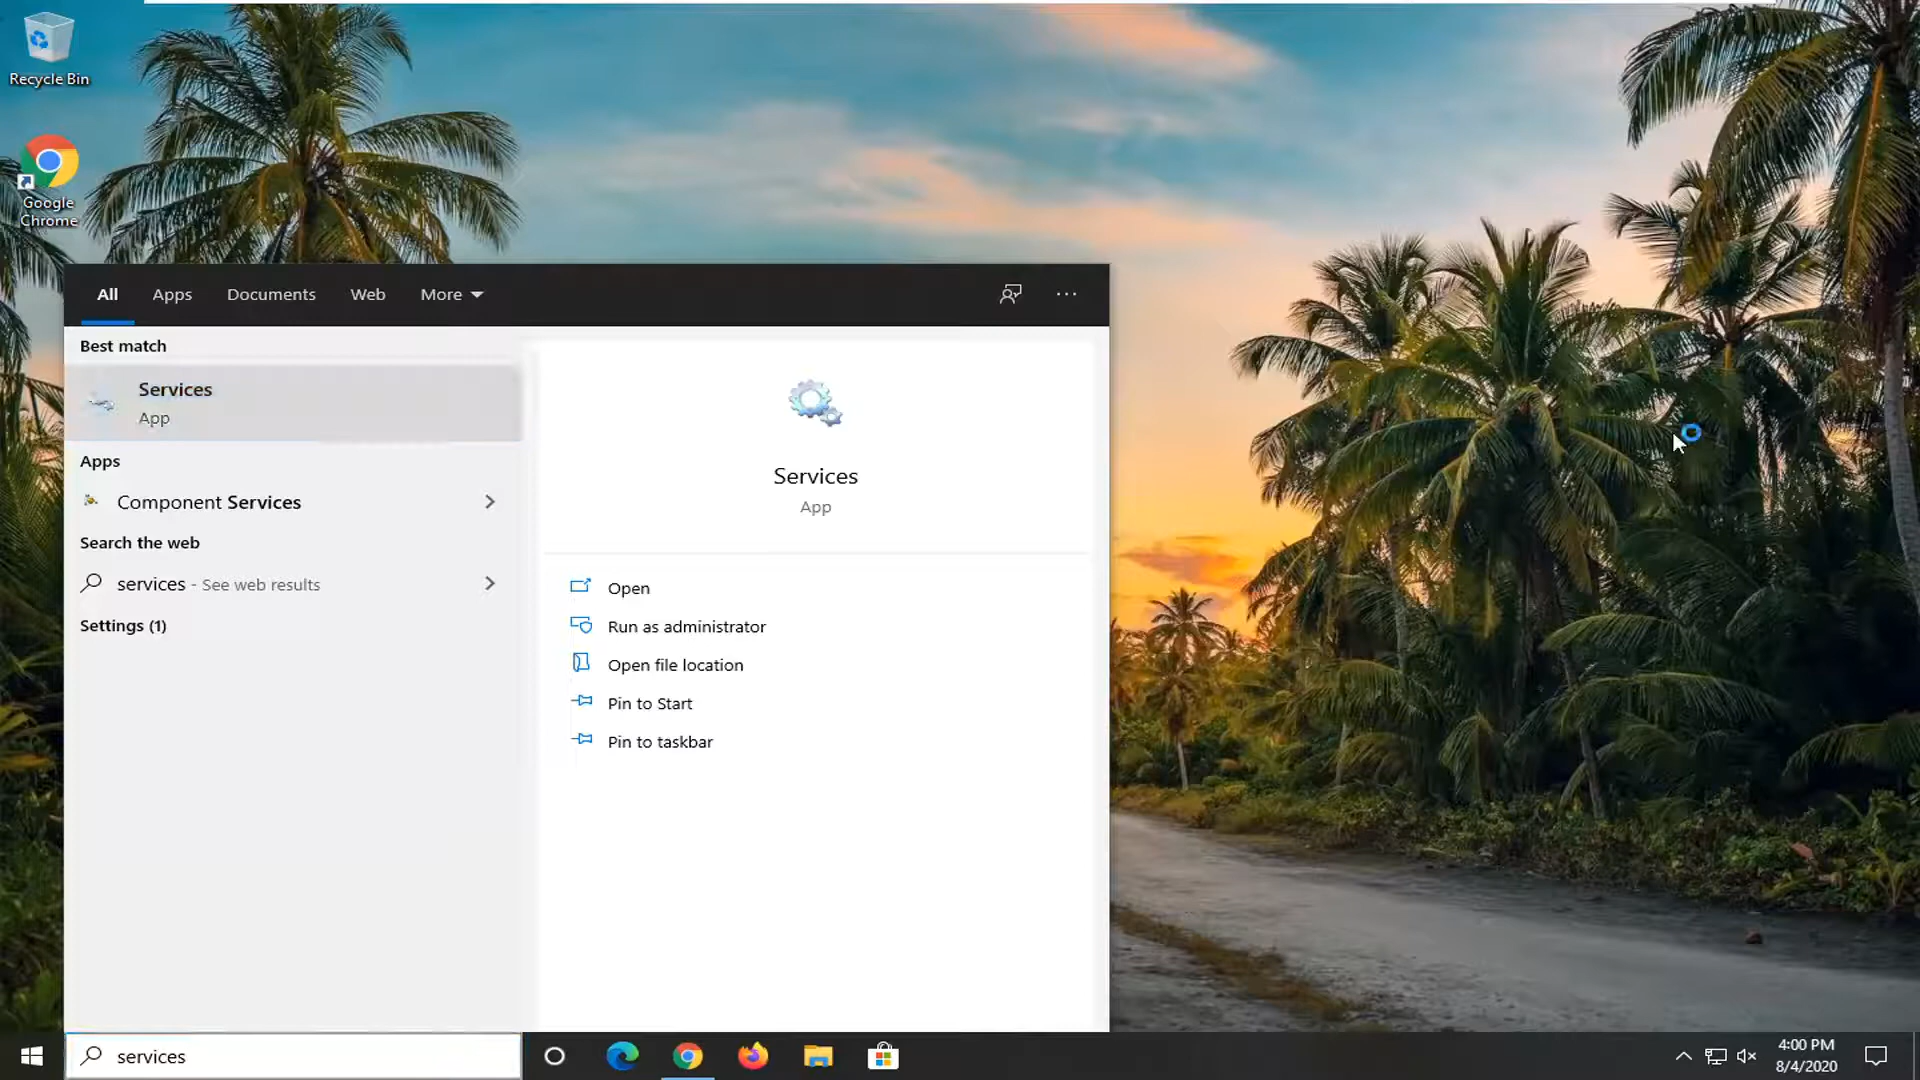 Recycle Bin
Google
Chrome
All
Apps
Documents
Web
More
Best match
Services
App
Apps
Component Services
Search the web
services - See web results
Settings (1)
Services
App
Open
Run as administrator
Open file location
Pin to Start
Pin to taskbar
services
4:00 PM
8/4/2020